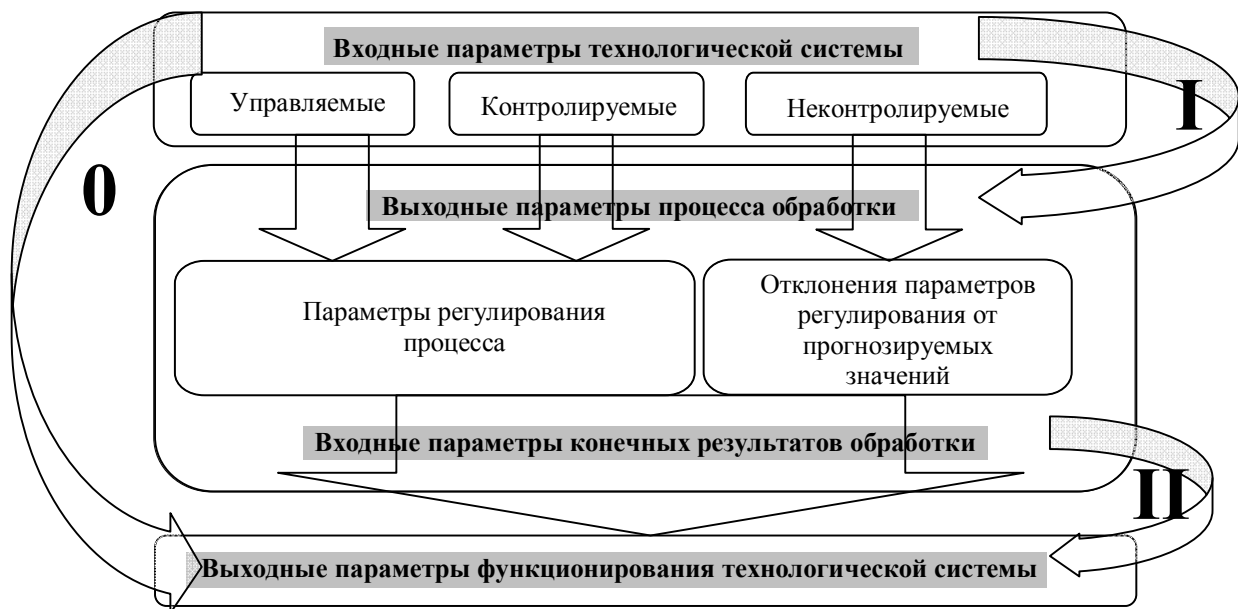 Входные параметры технологической системы
Управляемые
Контролируемые
Неконтролируемые
I
0
Выходные параметры процесса обработки
Параметры регулирования
процесса
Отклонения параметров
регулирования от
прогнозируемых
значений
Входные параметры конечных результатов обработки
II
Выходные параметры функционирования технологической системы